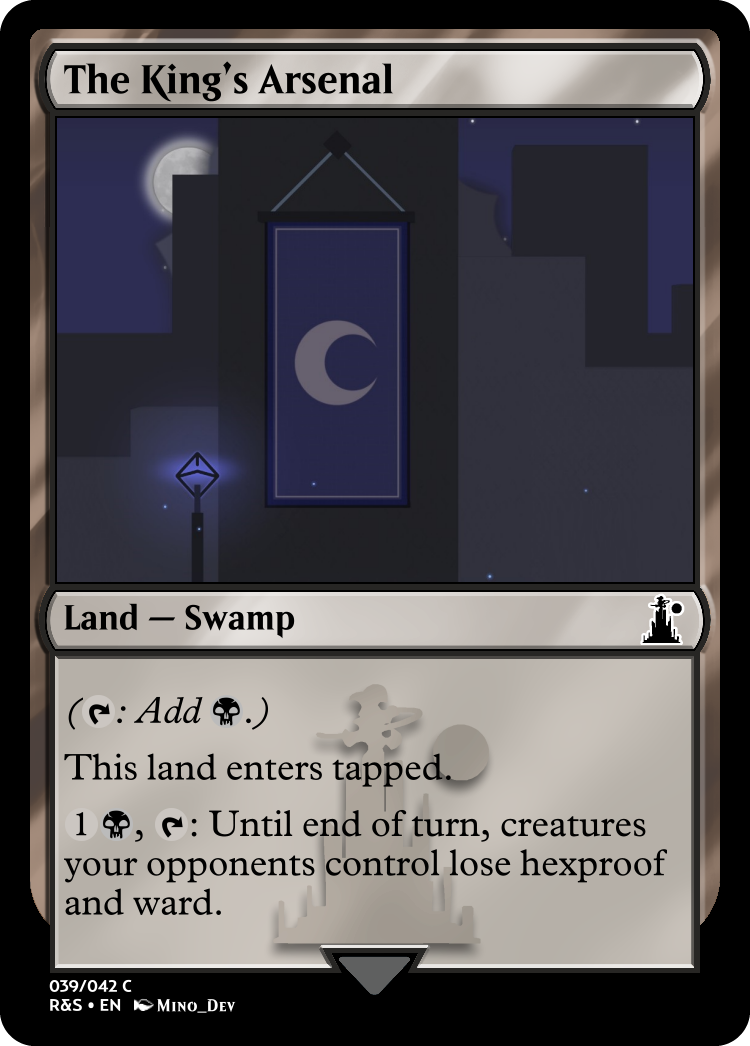 The King's Arsenal
Land — Swamp
(: Add .)
This land enters tapped.
1 , : Until end of turn, creatures
your opponents control lose hexproof
and ward.
039/042 C
R&S • EN Mino_Dev